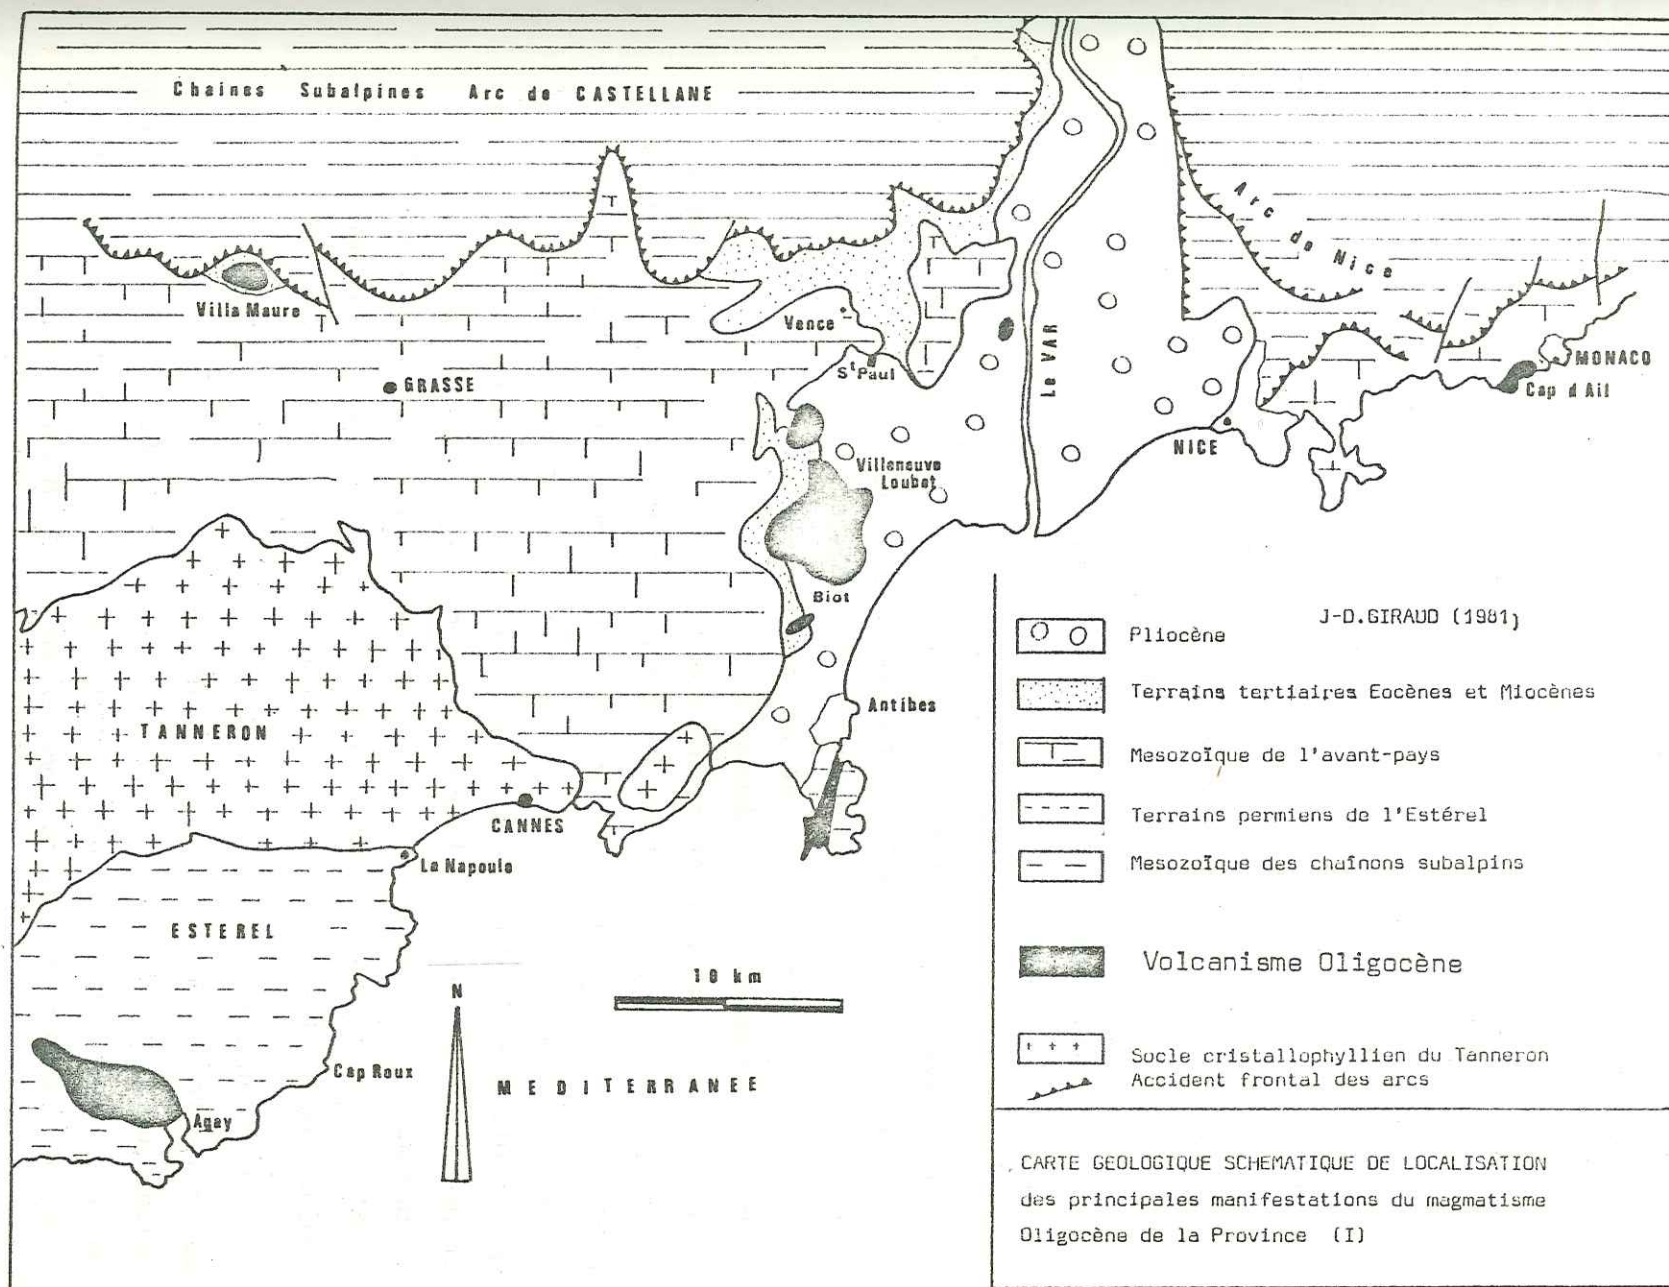 Chaines Subalpines Arc de CASTELLANE
Arc de Nice
Villa Maure
Vence
St Paul
Le VAR
MONACO
Cap d Ail
GRASSE
NICE
Villeneuve
Loubet
Biot
TANNERON
Antibes
CANNES
La Napoule
ESTEREL
10 km
N
Cap Roux
MEDITERRANEE
Agay
J-D.GIRAUD (1981)
Pliocène
Terrains tertiaires Eocènes et Miocènes
Mesozoïque de l'avant-pays
Terrains permiens de l'Estérel
Mesozoïque des chaînons subalpins
Volcanisme Oligocène
Socle cristallophyllien du Tanneron
Accident frontal des arcs
CARTE GEOLOGIQUE SCHEMATIQUE DE LOCALISATION
des principales manifestations du magmatisme
Oligocène de la Province (I)